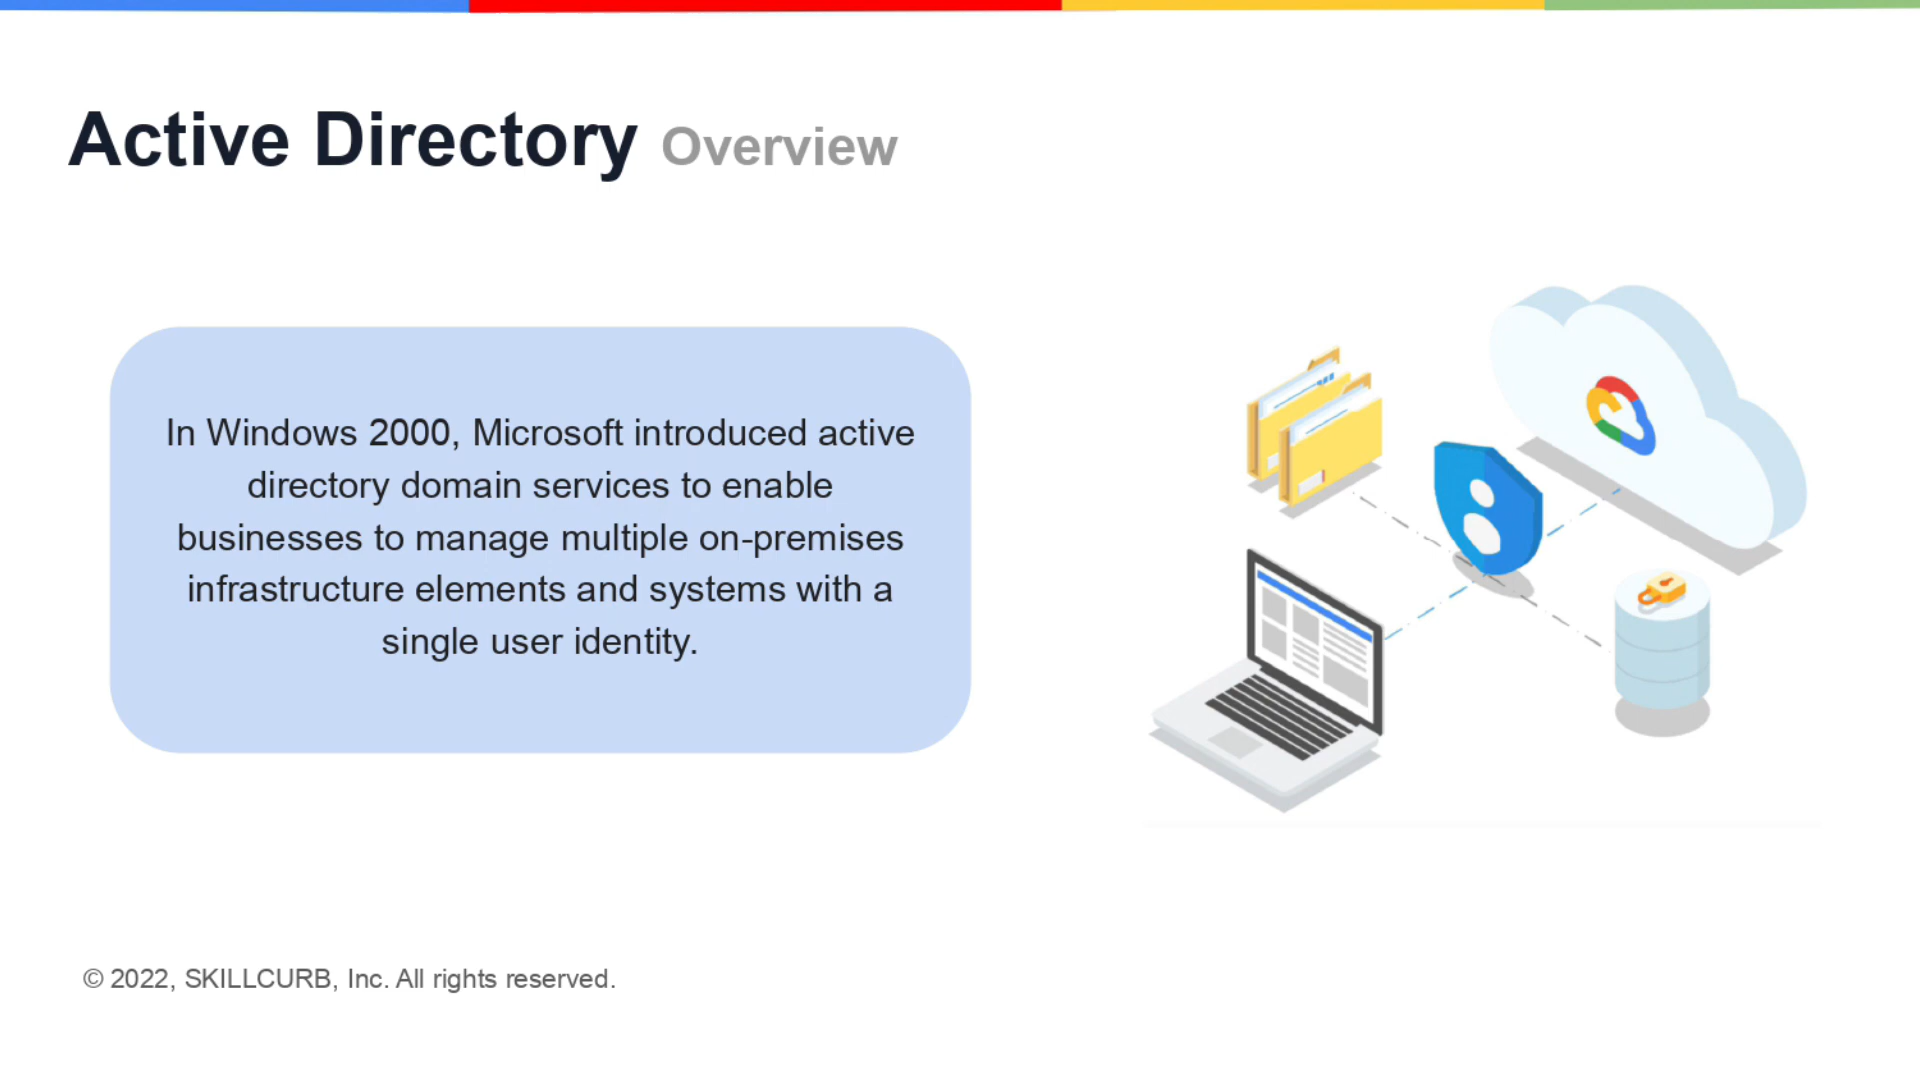 Active Directory Overview
In Windows 2000, Microsoft introduced active
directory domain services to enable
businesses to manage multiple on-premises
infrastructure elements and systems with a
single user identity.
© 2022, SKILLCURB, Inc. All rights reserved.